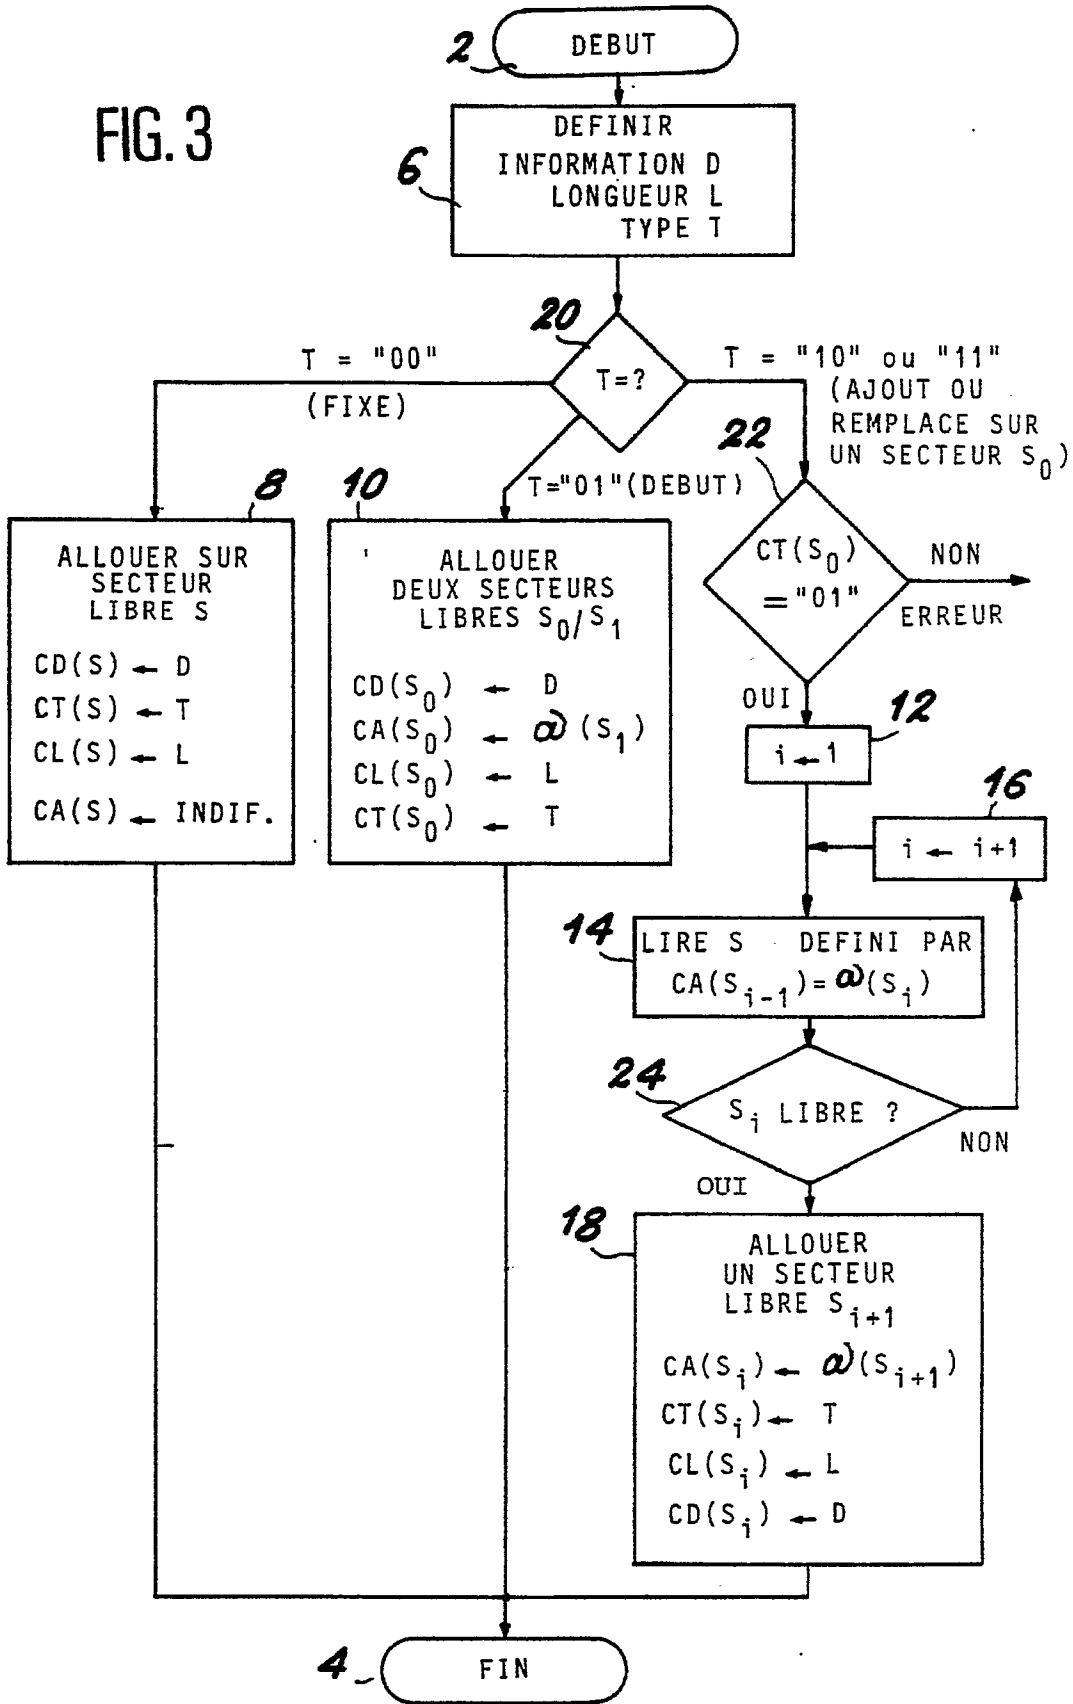 FIG. 3
2
DEBUT
6
DEFINIR
INFORMATION D
LONGUEUR L
TYPE T
20
T=?
T = "00"
(FIXE)
T="01"(DEBUT)
T = "10" ou "11"
(AJOUT OU
REMPLACE SUR
UN SECTEUR S₀)
8
ALLOUER SUR
SECTEUR
LIBRE S
CD(S) ← D
CT(S) ← T
CL(S) ← L
CA(S) ← INDIF.
10
ALLOUER
DEUX SECTEURS
LIBRES S₀/S₁
CD(S₀) ← D
CA(S₀) ← @(S₁)
CL(S₀) ← L
CT(S₀) ← T
22
CT(S₀)
="01"
NON
ERREUR
OUI
12
i ← 1
16
i ← i+1
14
LIRE S DEFINI PAR
CA(Sᵢ₋₁)=@(Sᵢ)
24
Sᵢ LIBRE ?
NON
OUI
18
ALLOUER
UN SECTEUR
LIBRE Sᵢ₊₁
CA(Sᵢ) ← @(Sᵢ₊₁)
CT(Sᵢ) ← T
CL(Sᵢ) ← L
CD(Sᵢ) ← D
4
FIN